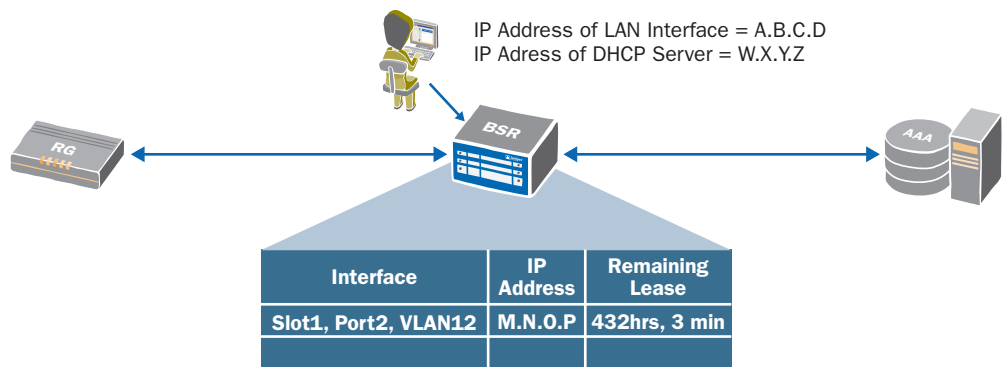 IP Address of LAN Interface = A.B.C.D
IP Adress of DHCP Server = W.X.Y.Z
RG
BSR
Juniper
AAA
Interface
IP
Address
Remaining
Lease
Slot1, Port2, VLAN12
M.N.O.P
432hrs, 3 min